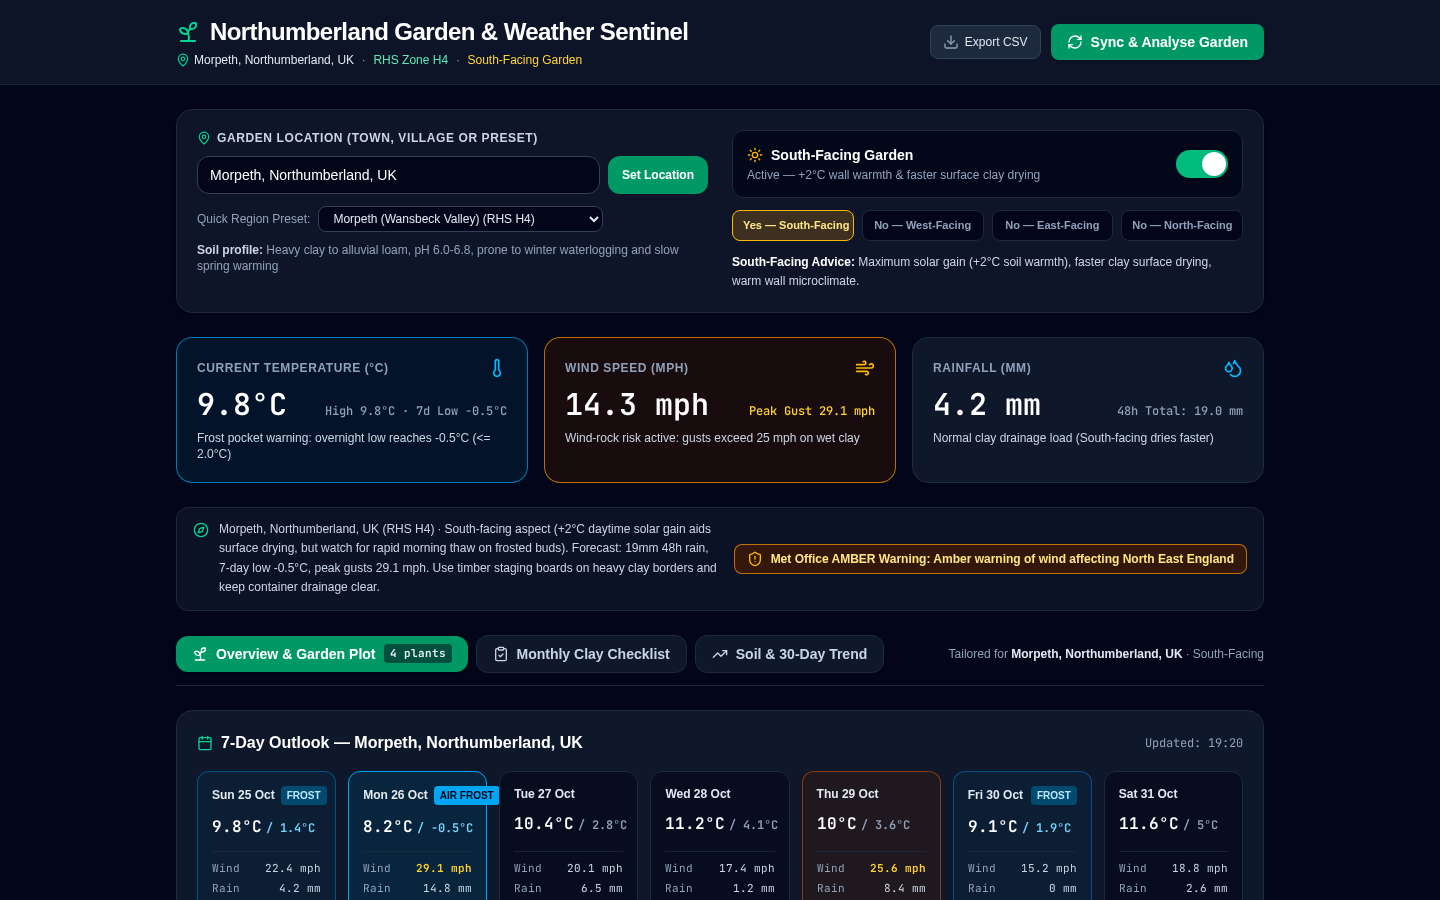 Northumberland Garden & Weather Sentinel
Morpeth, Northumberland, UK · RHS Zone H4 · South-Facing Garden
Export CSV
Sync & Analyse Garden
GARDEN LOCATION (TOWN, VILLAGE OR PRESET)
Morpeth, Northumberland, UK
Set Location
Quick Region Preset: Morpeth (Wansbeck Valley) (RHS H4)
Soil profile: Heavy clay to alluvial loam, pH 6.0-6.8, prone to winter waterlogging and slow
spring warming
South-Facing Garden
Active — +2°C wall warmth & faster surface clay drying
Yes — South-Facing
No — West-Facing
No — East-Facing
No — North-Facing
South-Facing Advice: Maximum solar gain (+2°C soil warmth), faster clay surface drying,
warm wall microclimate.
CURRENT TEMPERATURE (°C)
9.8°C
High 9.8°C · 7d Low -0.5°C
Frost pocket warning: overnight low reaches -0.5°C (<=
2.0°C)
WIND SPEED (MPH)
14.3 mph
Peak Gust 29.1 mph
Wind-rock risk active: gusts exceed 25 mph on wet clay
RAINFALL (MM)
4.2 mm
48h Total: 19.0 mm
Normal clay drainage load (South-facing dries faster)
Morpeth, Northumberland, UK (RHS H4) · South-facing aspect (+2°C daytime solar gain aids
surface drying, but watch for rapid morning thaw on frosted buds). Forecast: 19mm 48h rain,
7-day low -0.5°C, peak gusts 29.1 mph. Use timber staging boards on heavy clay borders and
keep container drainage clear.
Met Office AMBER Warning: Amber warning of wind affecting North East England
Overview & Garden Plot 4 plants
Monthly Clay Checklist
Soil & 30-Day Trend
Tailored for Morpeth, Northumberland, UK · South-Facing
7-Day Outlook — Morpeth, Northumberland, UK
Updated: 19:20
Sun 25 Oct FROST
9.8°C / 1.4°C
Wind 22.4 mph
Rain 4.2 mm
Mon 26 Oct AIR FROST
8.2°C / -0.5°C
Wind 29.1 mph
Rain 14.8 mm
Tue 27 Oct
10.4°C / 2.8°C
Wind 20.1 mph
Rain 6.5 mm
Wed 28 Oct
11.2°C / 4.1°C
Wind 17.4 mph
Rain 1.2 mm
Thu 29 Oct
10°C / 3.6°C
Wind 25.6 mph
Rain 8.4 mm
Fri 30 Oct FROST
9.1°C / 1.9°C
Wind 15.2 mph
Rain 0 mm
Sat 31 Oct
11.6°C / 5°C
Wind 18.8 mph
Rain 2.6 mm